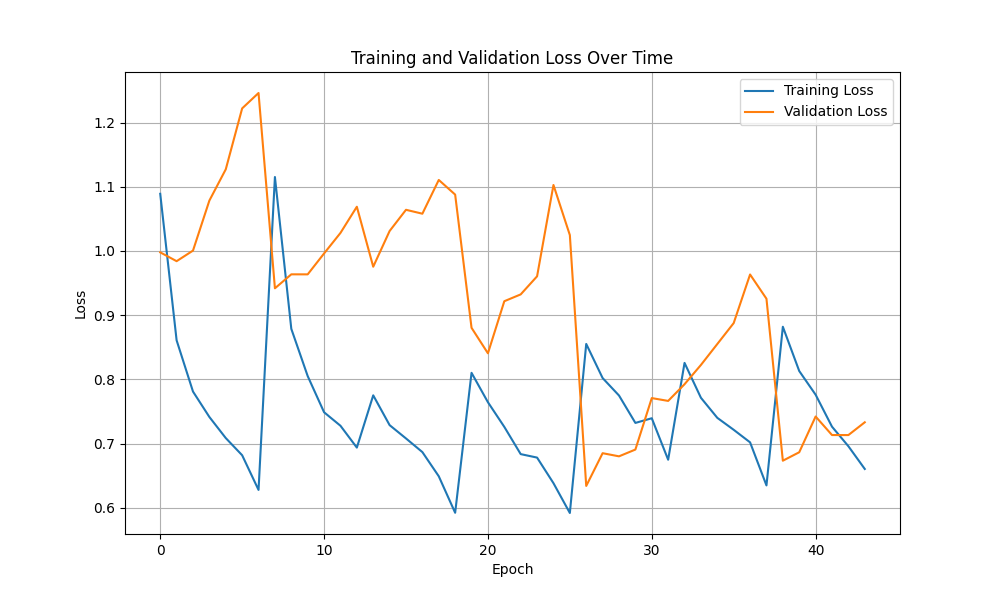 Training and Validation Loss Over Time
Training Loss
Validation Loss
1.2
1.1
1.0
0.9
0.8
0.7
0.6
Loss
0 10 20 30 40
Epoch